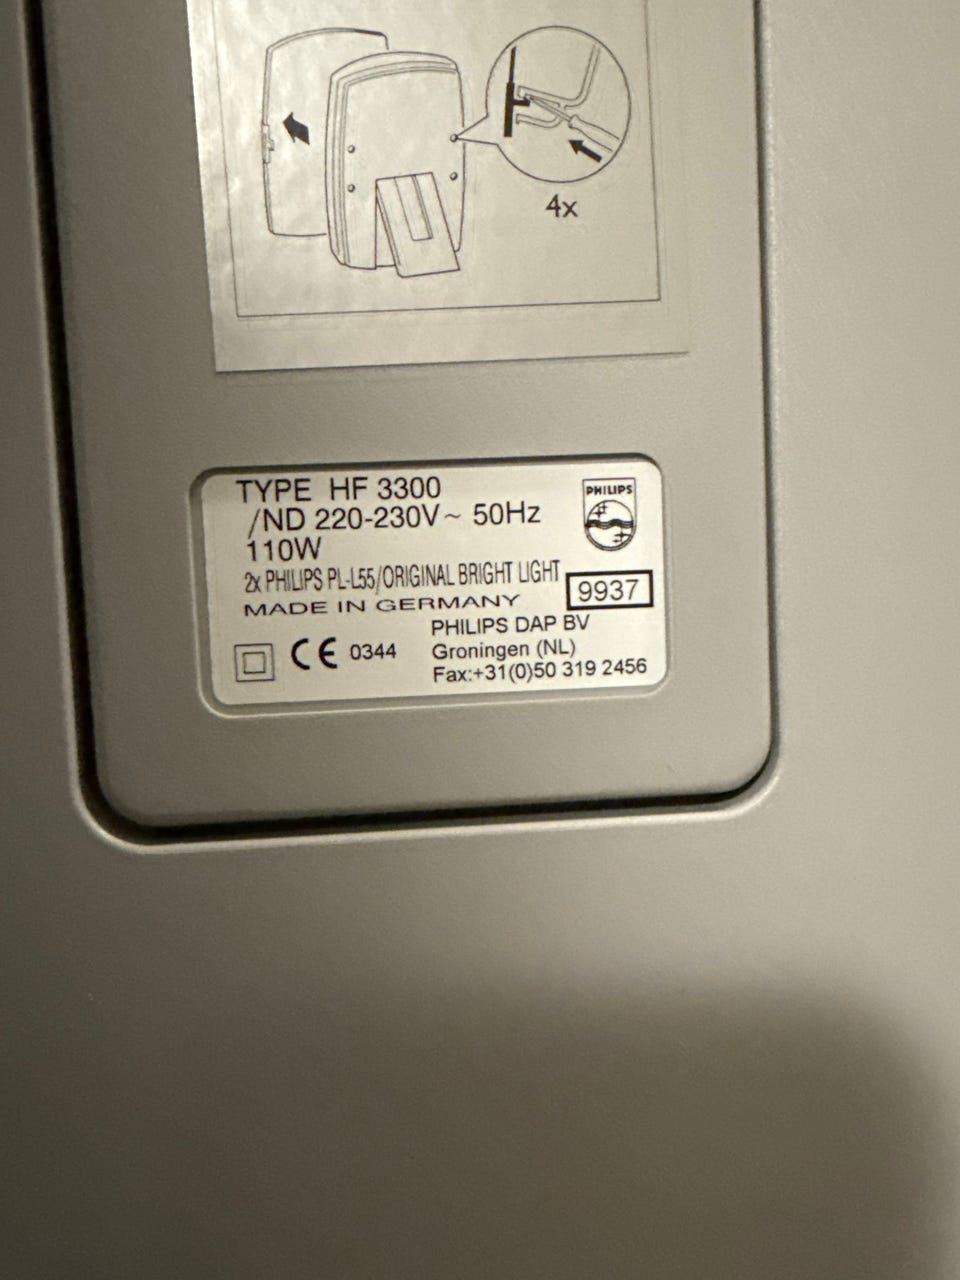 4x
TYPE HF 3300
/ND 220-230V~ 50Hz
110W
2x PHILIPS PL-L55/ORIGINAL BRIGHT LIGHT
MADE IN GERMANY
PHILIPS
9937
CE 0344
PHILIPS DAP BV
Groningen (NL)
Fax:+31(0)50 319 2456